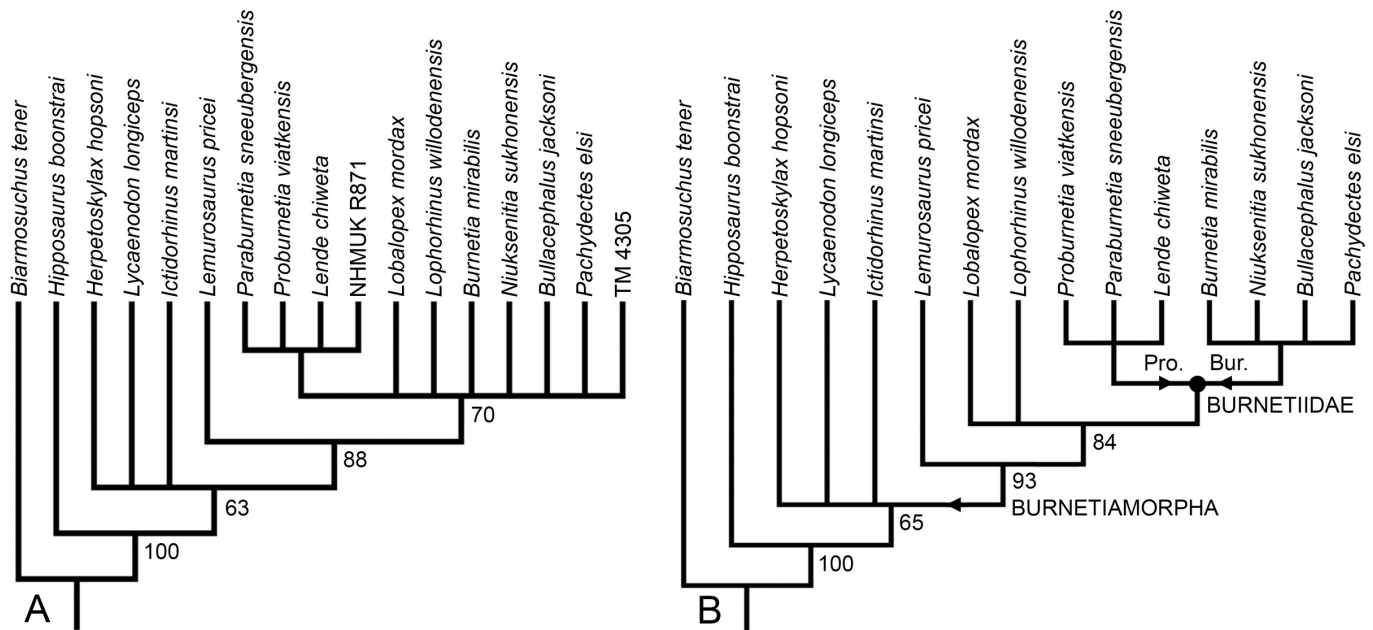 Biarmosuchus tener
Hipposaurus boonstrai
Herpetoskylax hopsoni
Lycaenodon longiceps
Ictidorhinus martinsi
Lemurosaurus pricei
Paraburnetia sneeubergensis
Proburnetia viatkensis
Lende chiweta
NHMUK R871
Lobalopex mordax
Lophorhinus willodenensis
Burnetia mirabilis
Niuksenitia sukhonensis
Bullacephalus jacksoni
Pachydectes elsi
TM 4305
70
88
63
100
A
Biarmosuchus tener
Hipposaurus boonstrai
Herpetoskylax hopsoni
Lycaenodon longiceps
Ictidorhinus martinsi
Lemurosaurus pricei
Lobalopex mordax
Lophorhinus willodenensis
Proburnetia viatkensis
Paraburnetia sneeubergensis
Lende chiweta
Burnetia mirabilis
Niuksenitia sukhonensis
Bullacephalus jacksoni
Pachydectes elsi
Pro. Bur.
BURNETIIDAE
84
93
BURNETIAMORPHA
65
100
B